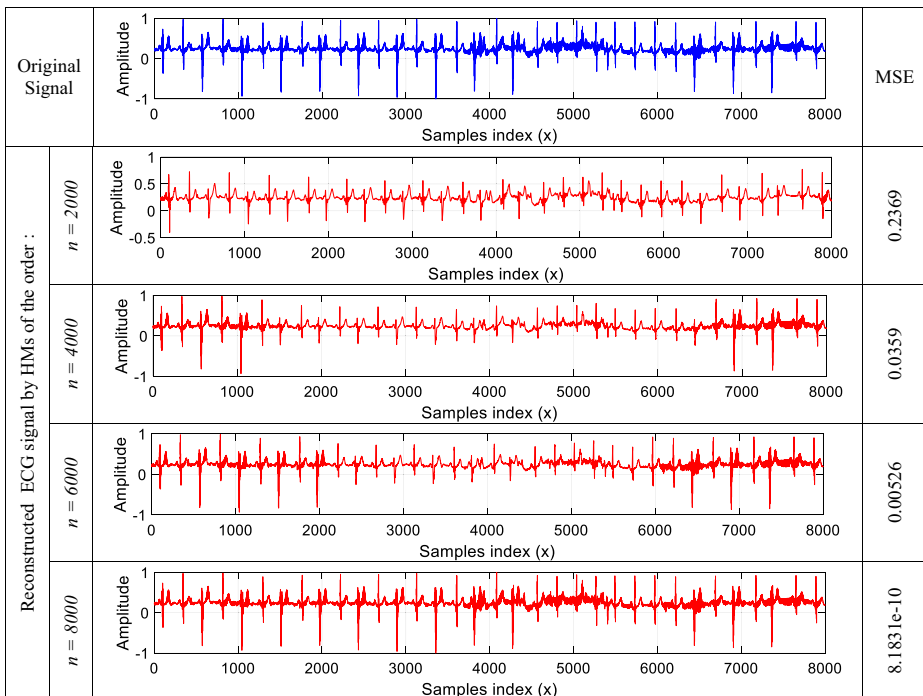 Original
Signal
Amplitude
1
0
-1
0 1000 2000 3000 4000 5000 6000 7000 8000
Samples index (x)
MSE
Reconstructed ECG signal by HMs of the order :
n = 2000
Amplitude
1
0.5
0
-0.5
0 1000 2000 3000 4000 5000 6000 7000 8000
Samples index (x)
0.2369
n = 4000
Amplitude
1
0
-1
0 1000 2000 3000 4000 5000 6000 7000 8000
Samples index (x)
0.0359
n = 6000
Amplitude
1
0
-1
0 1000 2000 3000 4000 5000 6000 7000 8000
Samples index (x)
0.00526
n = 8000
Amplitude
1
0
-1
0 1000 2000 3000 4000 5000 6000 7000 8000
Samples index (x)
8.1831e-10